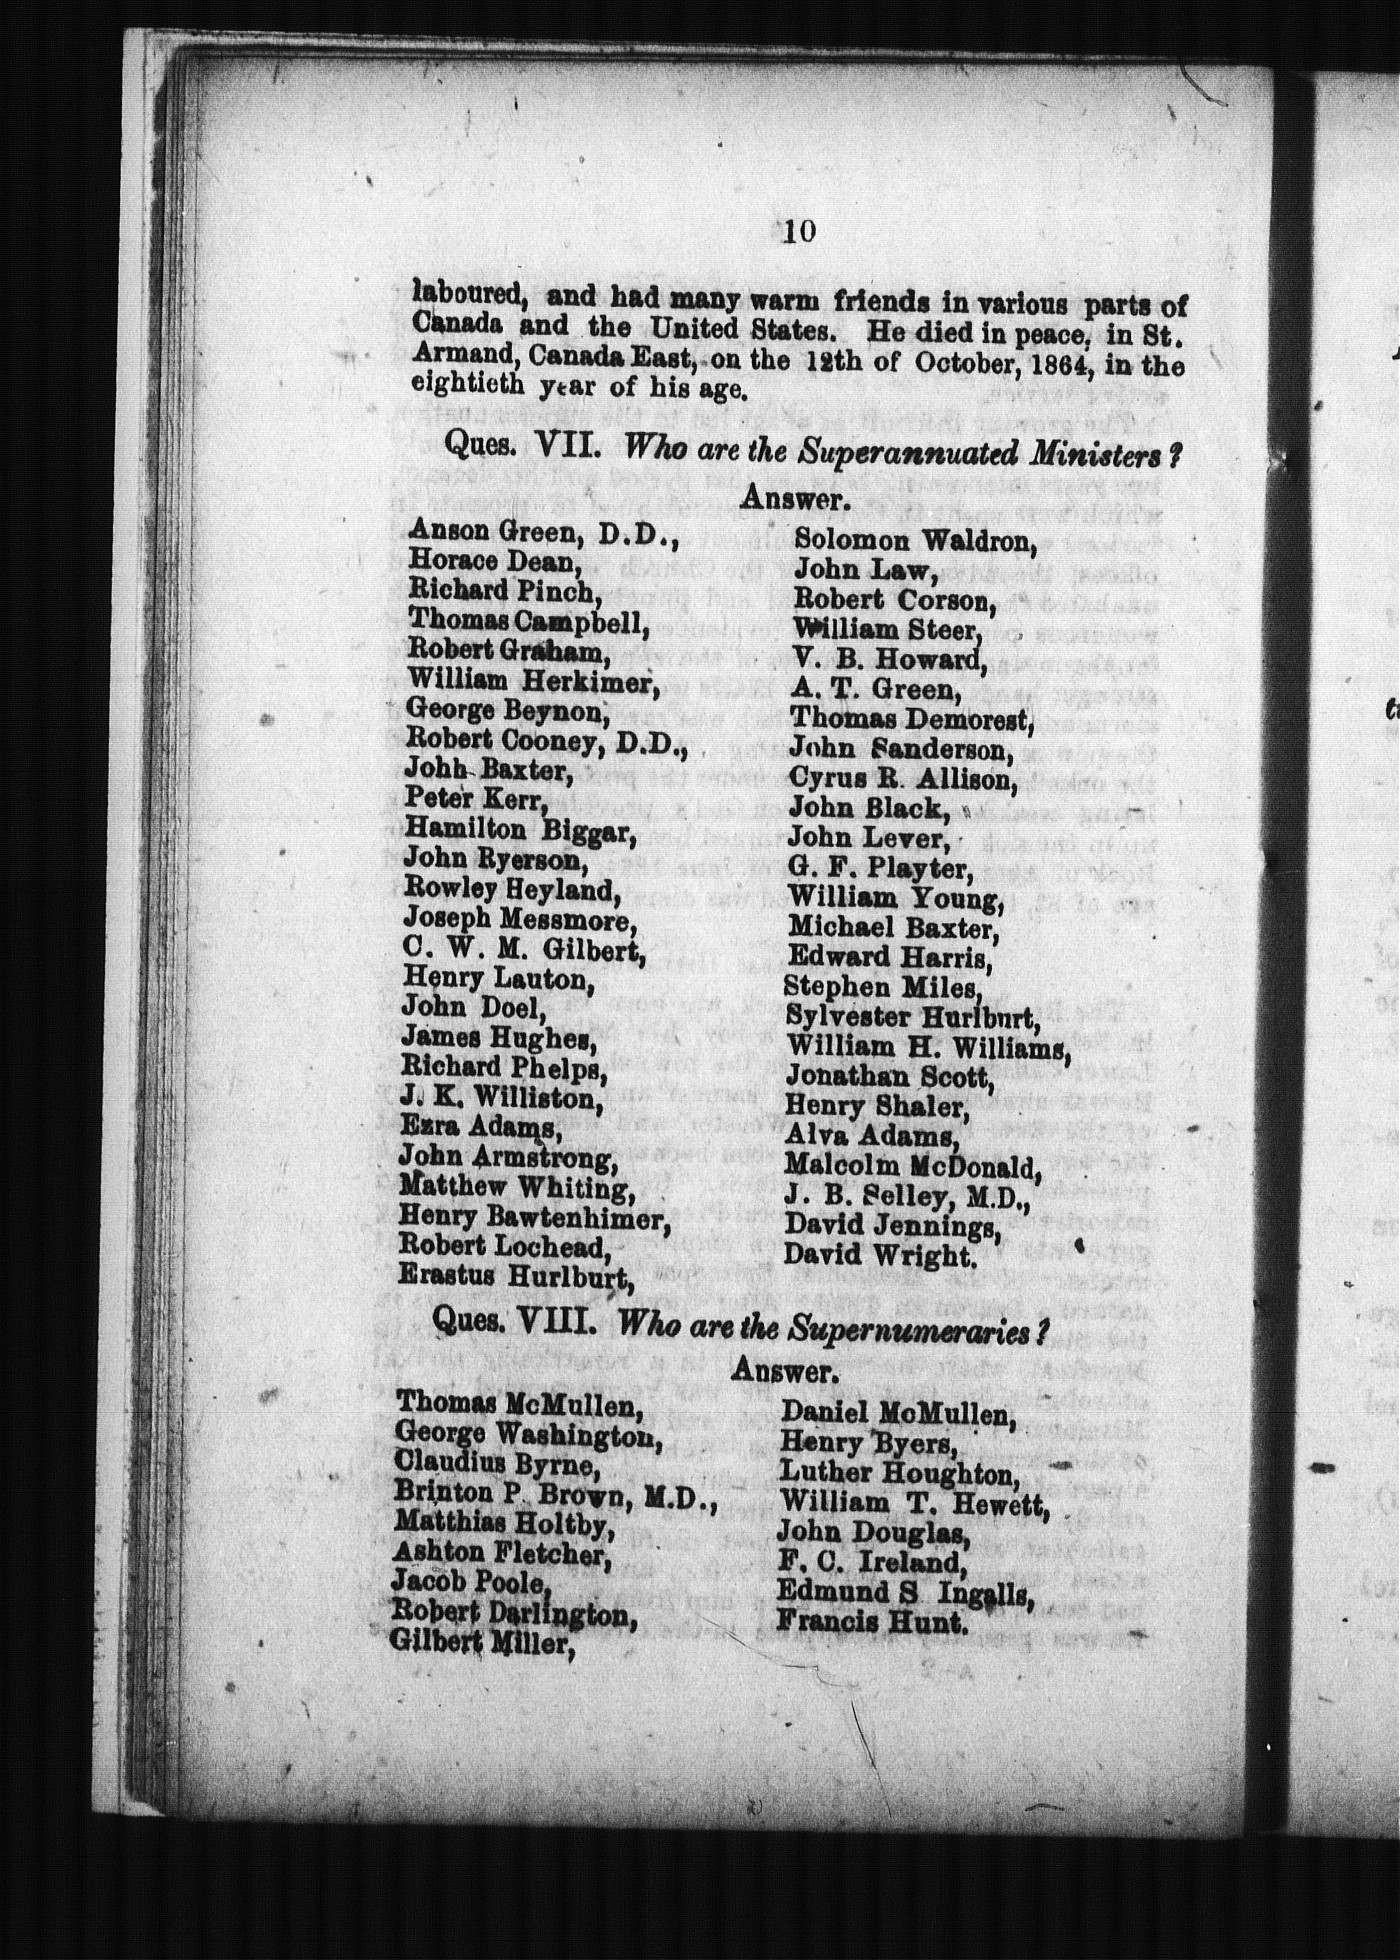 10
laboured, and had many warm friends in various parts of
Canada and the United States. He died in peace, in St.
Armand, Canada East, on the 12th of October, 1864, in the
eightieth year of his age.
Ques. VII. Who are the Superannuated Ministers?
Answer.
Anson Green, D.D.,
Horace Dean,
Richard Pinch,
Thomas Campbell,
Robert Graham,
William Herkimer,
George Beynon,
Robert Cooney, D.D.,
John Baxter,
Peter Kerr,
Hamilton Biggar,
John Ryerson,
Rowley Heyland,
Joseph Messmore,
C. W. M. Gilbert,
Henry Lauton,
John Doel,
James Hughes,
Richard Phelps,
J. K. Williston,
Ezra Adams,
John Armstrong,
Matthew Whiting,
Henry Bawtenhimer,
Robert Lochead,
Erastus Hurlburt,
Solomon Waldron,
John Law,
Robert Corson,
William Steer,
V. B. Howard,
A. T. Green,
Thomas Demorest,
John Sanderson,
Cyrus R. Allison,
John Black,
John Lever,
G. F. Playter,
William Young,
Michael Baxter,
Edward Harris,
Stephen Miles,
Sylvester Hurlburt,
William H. Williams,
Jonathan Scott,
Henry Shaler,
Alva Adams,
Malcolm McDonald,
J. B. Selley, M.D.,
David Jennings,
David Wright.
Ques. VIII. Who are the Supernumeraries?
Answer.
Thomas McMullen,
George Washington,
Claudius Byrne,
Brinton P. Brown, M.D.,
Matthias Holtby,
Ashton Fletcher,
Jacob Poole,
Robert Darlington,
Gilbert Miller,
Daniel McMullen,
Henry Byers,
Luther Houghton,
William T. Hewett,
John Douglas,
F. C. Ireland,
Edmund S Ingalls,
Francis Hunt.